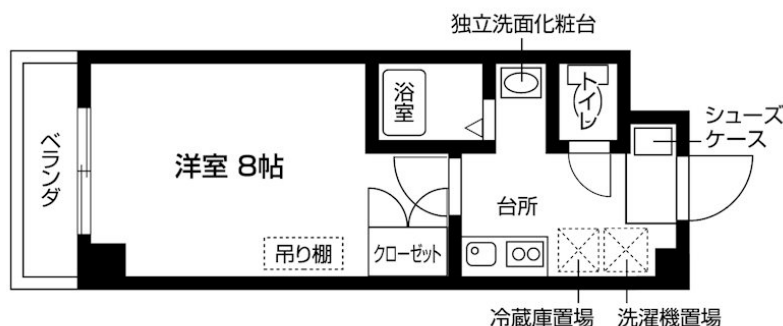 独立洗面化粧台
浴室
トイレ
シューズ
ケース
ベランダ
洋室 8帖
台所
吊り棚
クローゼット
冷蔵庫置場
洗濯機置場